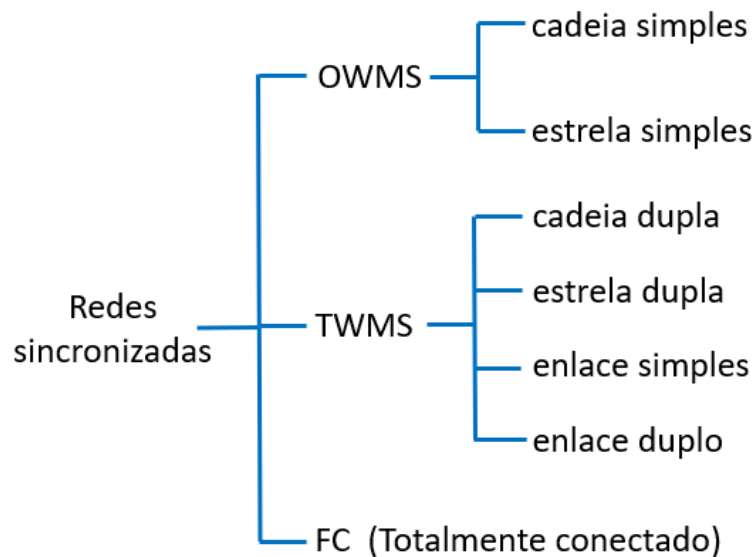 Redes
sincronizadas
OWMS
cadeia simples
estrela simples
TWMS
cadeia dupla
estrela dupla
enlace simples
enlace duplo
FC (Totalmente conectado)